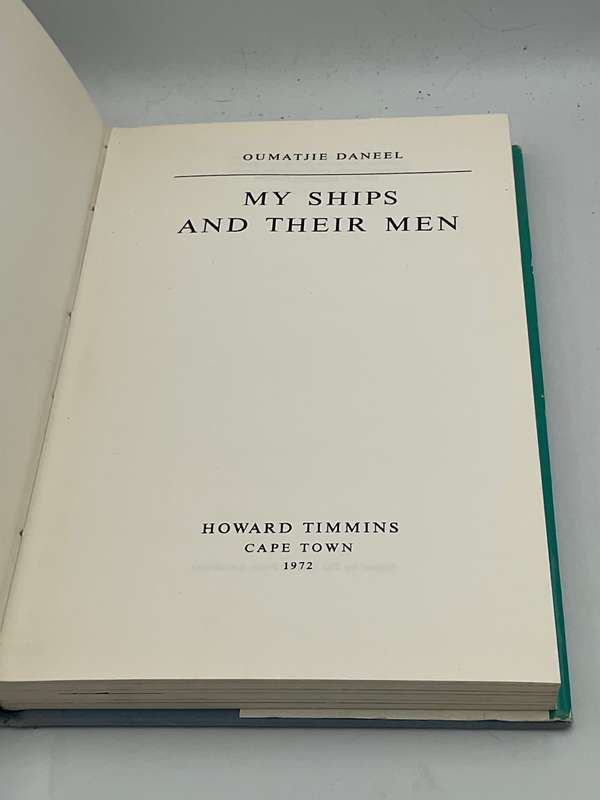 OUMATJIE DANEEL
MY SHIPS
AND THEIR MEN
HOWARD TIMMINS
CAPE TOWN
1972